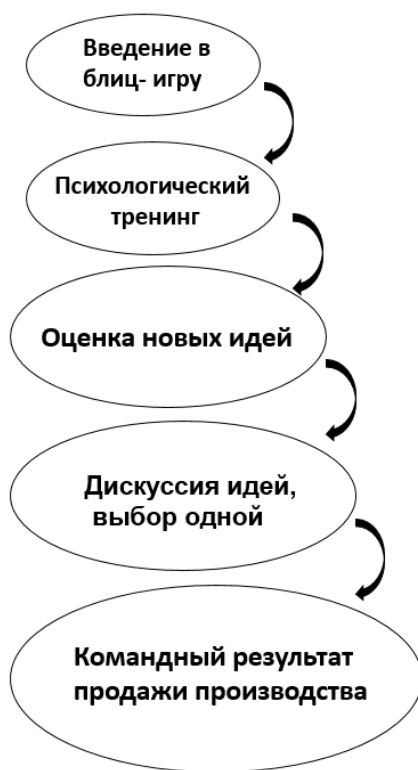 Введение в
блиц- игру
Психологический
тренинг
Оценка новых идей
Дискуссия идей,
выбор одной
Командный результат
продажи производства